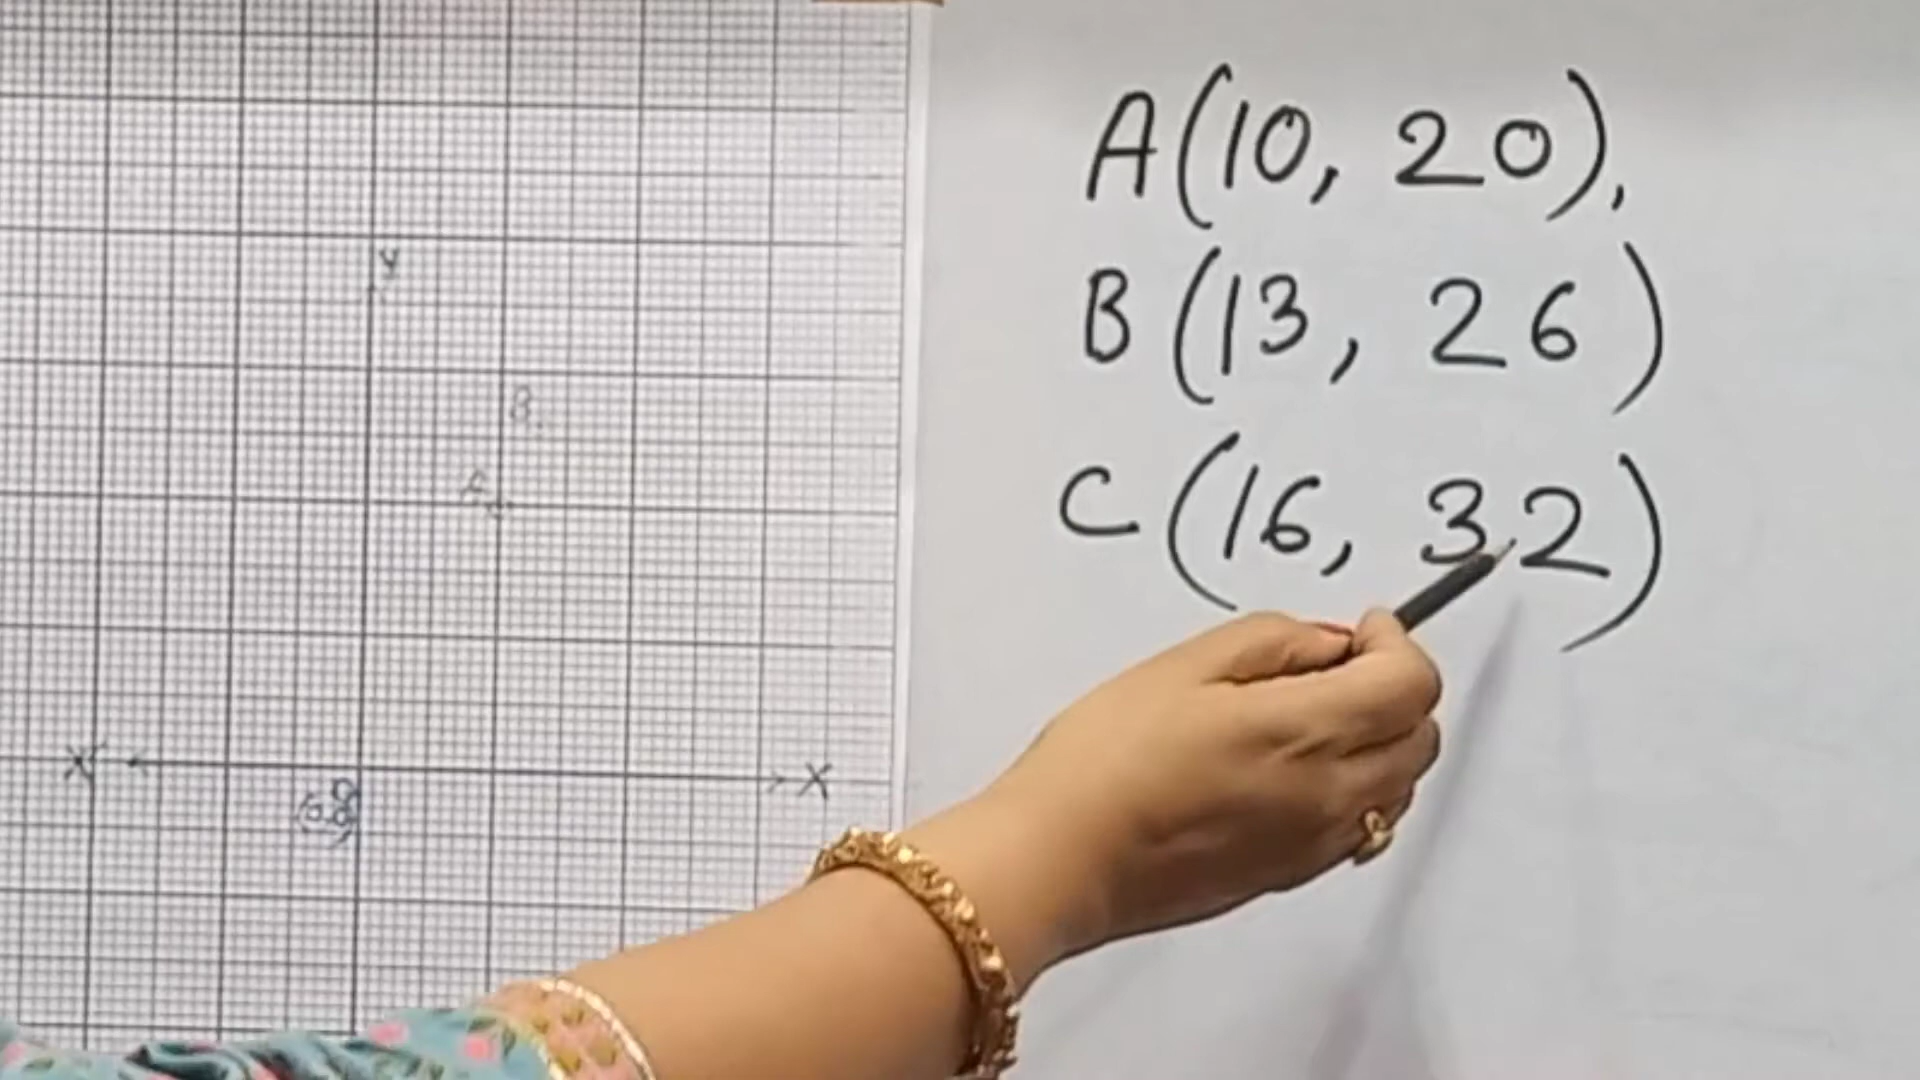 A(10, 20),
B(13, 26)
C(16, 32)
Y
B
A
X' X